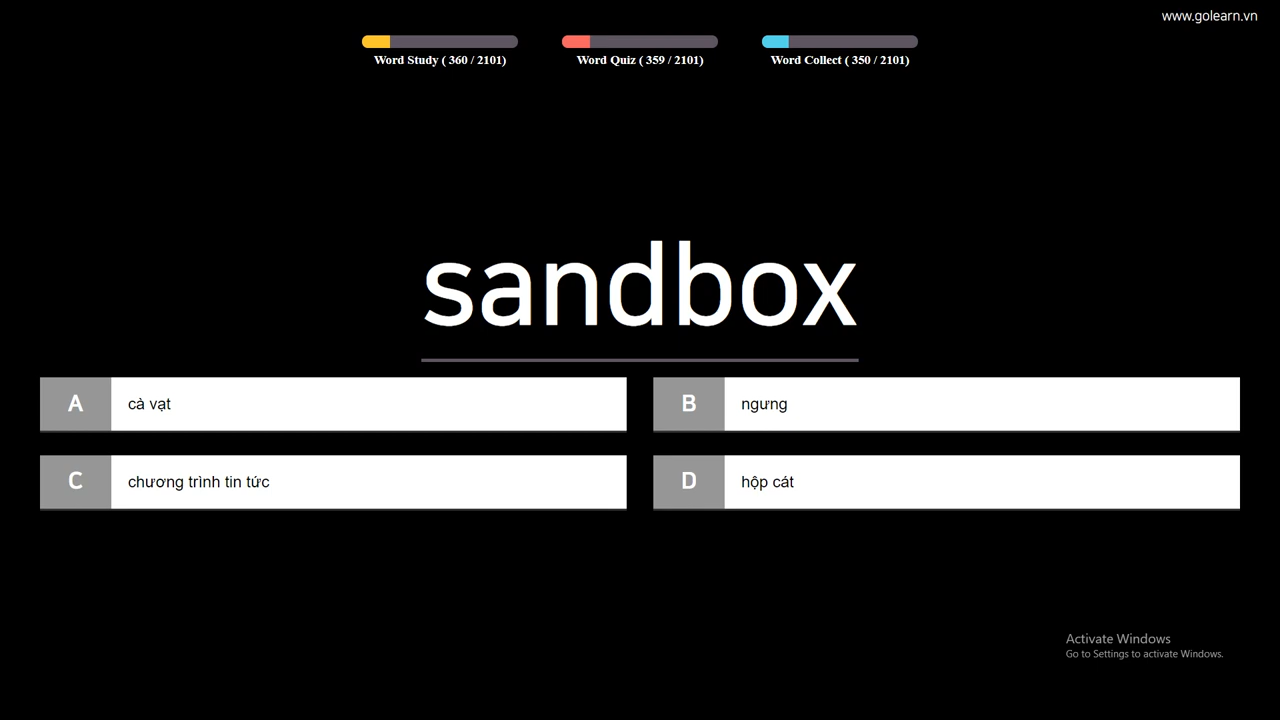 www.golearn.vn
Word Study ( 360 / 2101)
Word Quiz ( 359 / 2101)
Word Collect ( 350 / 2101)
sandbox
A cà vạt
B ngưng
C chương trình tin tức
D hộp cát
Activate Windows
Go to Settings to activate Windows.